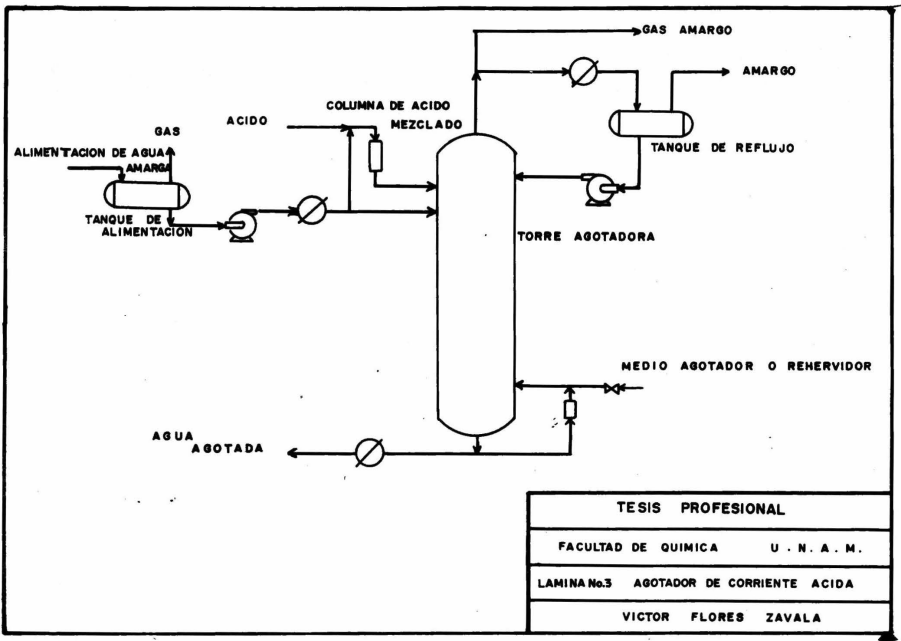 GAS AMARGO
AMARGO
COLUMNA DE ACIDO
MEZCLADO
ACIDO
GAS
ALIMENTACION DE AGUA
AMARGA
TANQUE DE REFLUJO
TANQUE DE
ALIMENTACION
TORRE AGOTADORA
MEDIO AGOTADOR O REHERVIDOR
AGUA
AGOTADA
TESIS PROFESIONAL
FACULTAD DE QUIMICA U.N.A.M.
LAMINA No.3 AGOTADOR DE CORRIENTE ACIDA
VICTOR FLORES ZAVALA